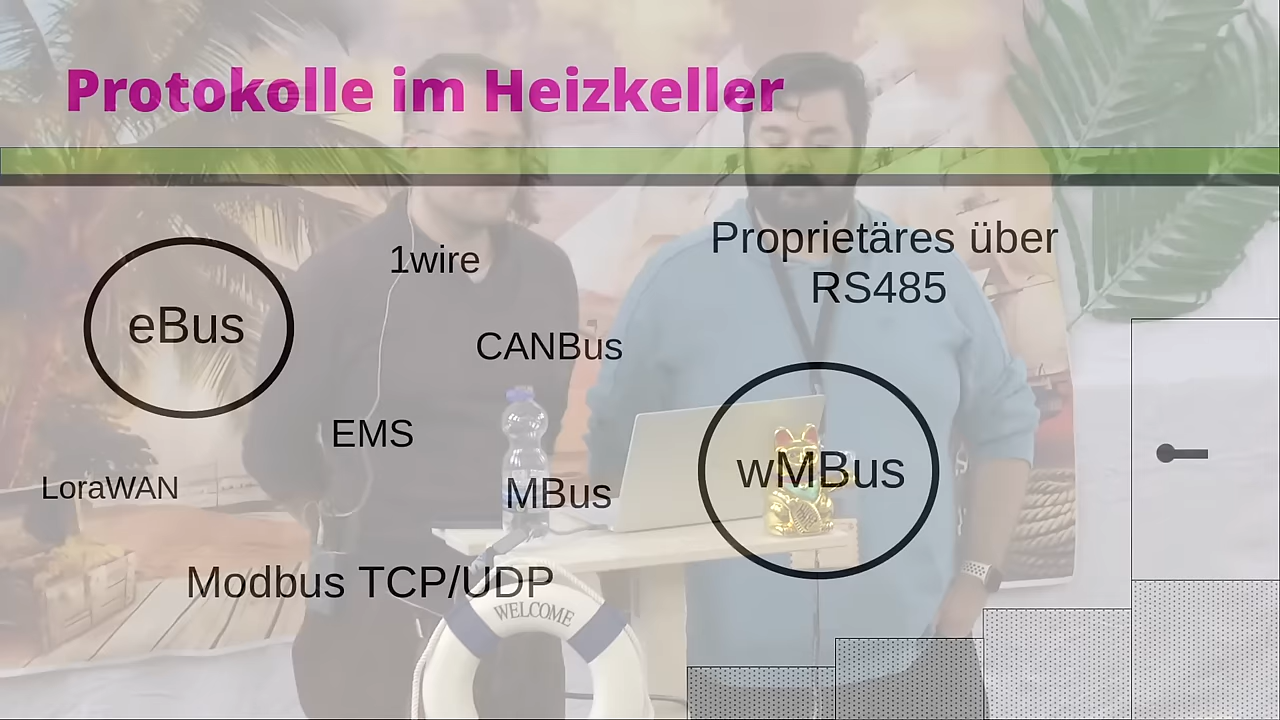 Protokolle im Heizkeller
Proprietäres über
RS485
1wire
eBus
CANBus
EMS
wMBus
LoraWAN
MBus
Modbus TCP/UDP
WELCOME